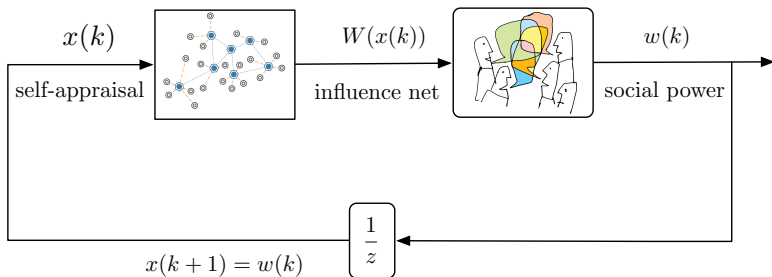 x(k)
self-appraisal
W(x(k))
influence net
w(k)
social power
1
z
x(k + 1) = w(k)